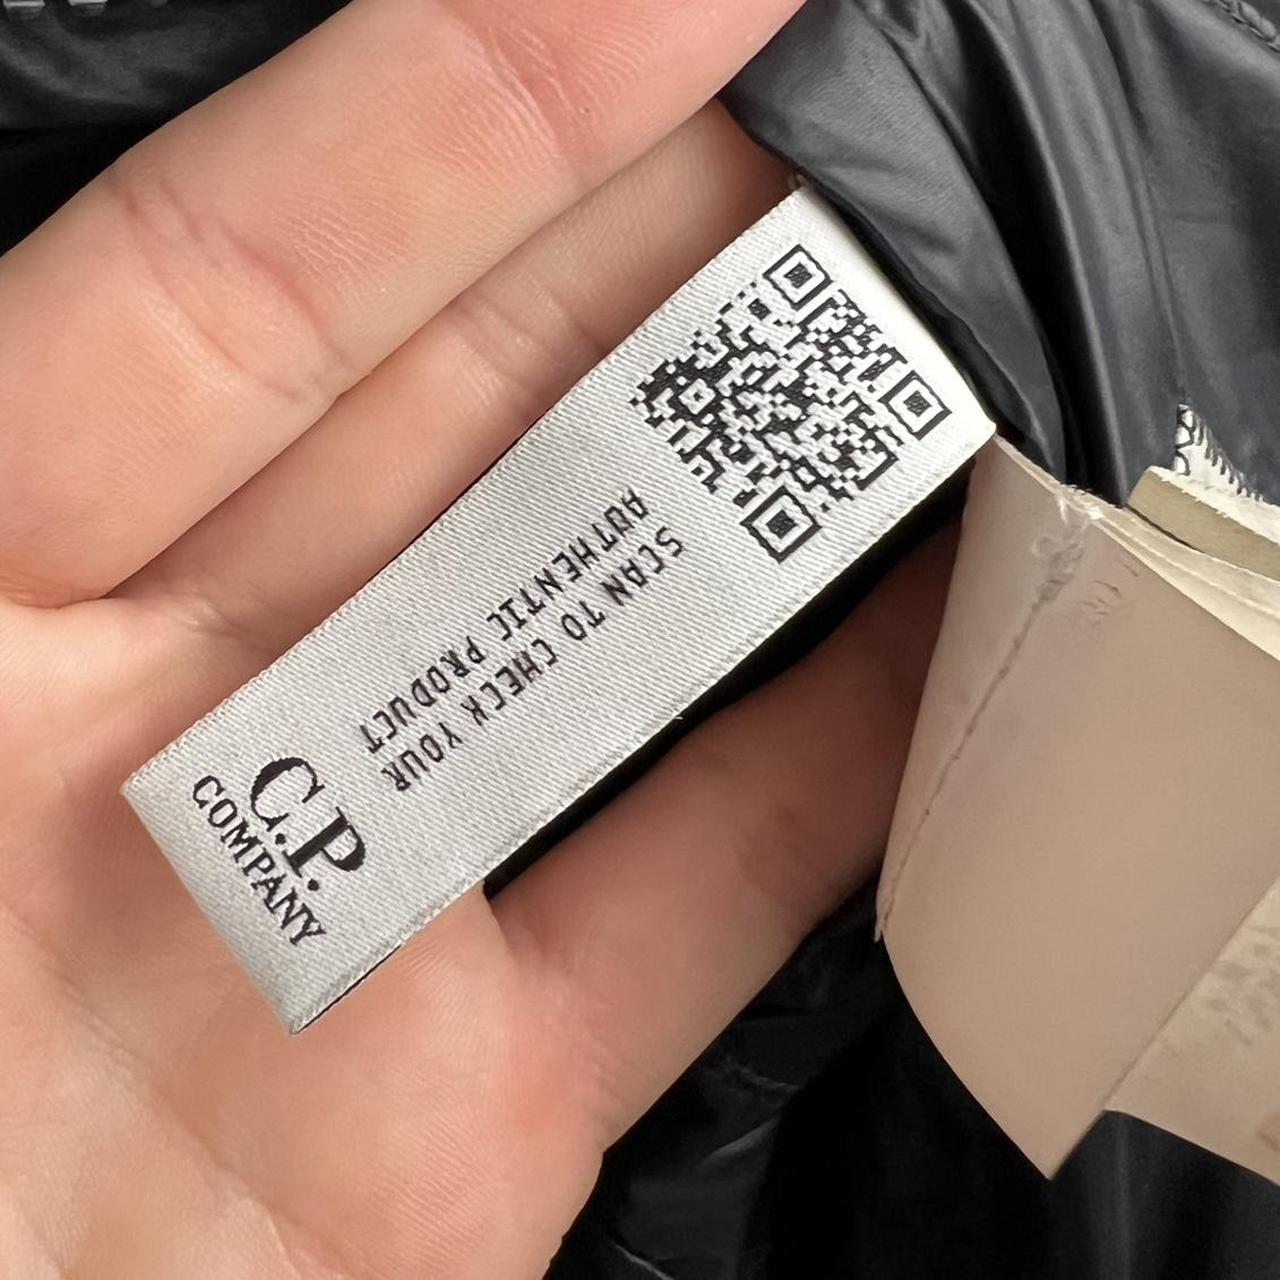 SCAN TO CHECK YOUR
AUTHENTIC PRODUCT
C.P.
COMPANY